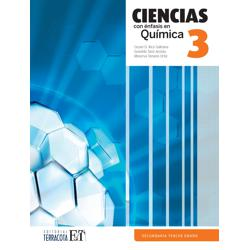 CIENCIAS
con énfasis en
Química 3
EDITORIAL
TERRACOTA ET
SECUNDARIA TERCER GRADO